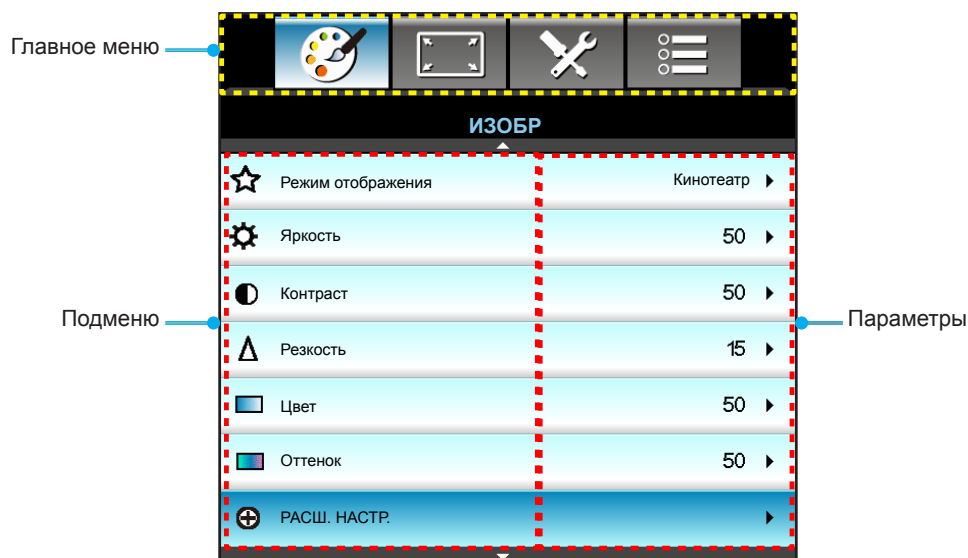 Главное меню
ИЗОБР
Режим отображения Кинотеатр
Яркость 50
Контраст 50
Подменю
Параметры
Резкость 15
Цвет 50
Оттенок 50
РАСШ. НАСТР.